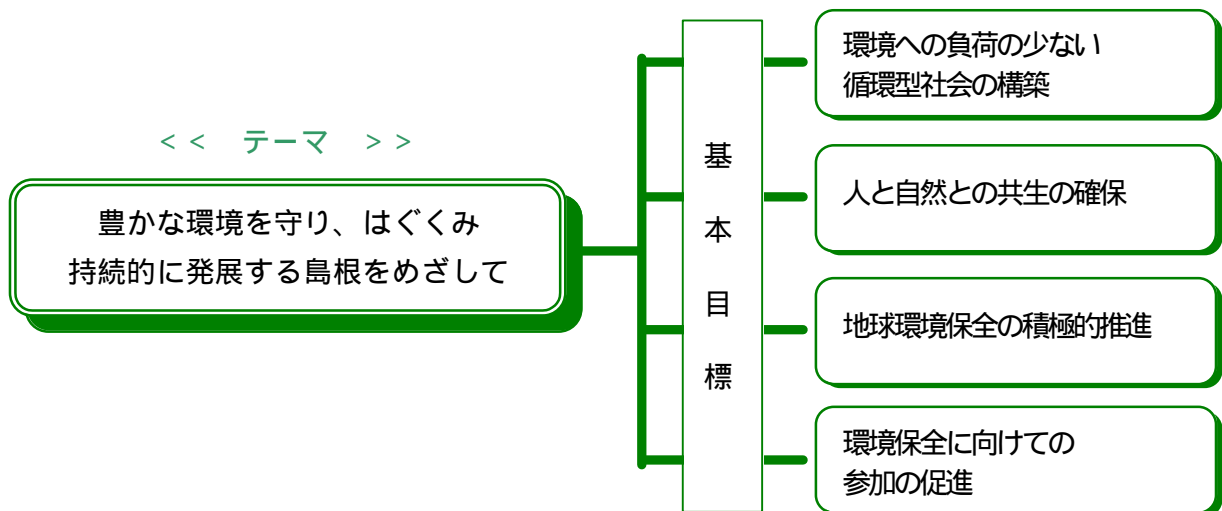 << テーマ >>
豊かな環境を守り、はぐくみ
持続的に発展する島根をめざして
基本目標
環境への負荷の少ない
循環型社会の構築
人と自然との共生の確保
地球環境保全の積極的推進
環境保全に向けての
参加の促進